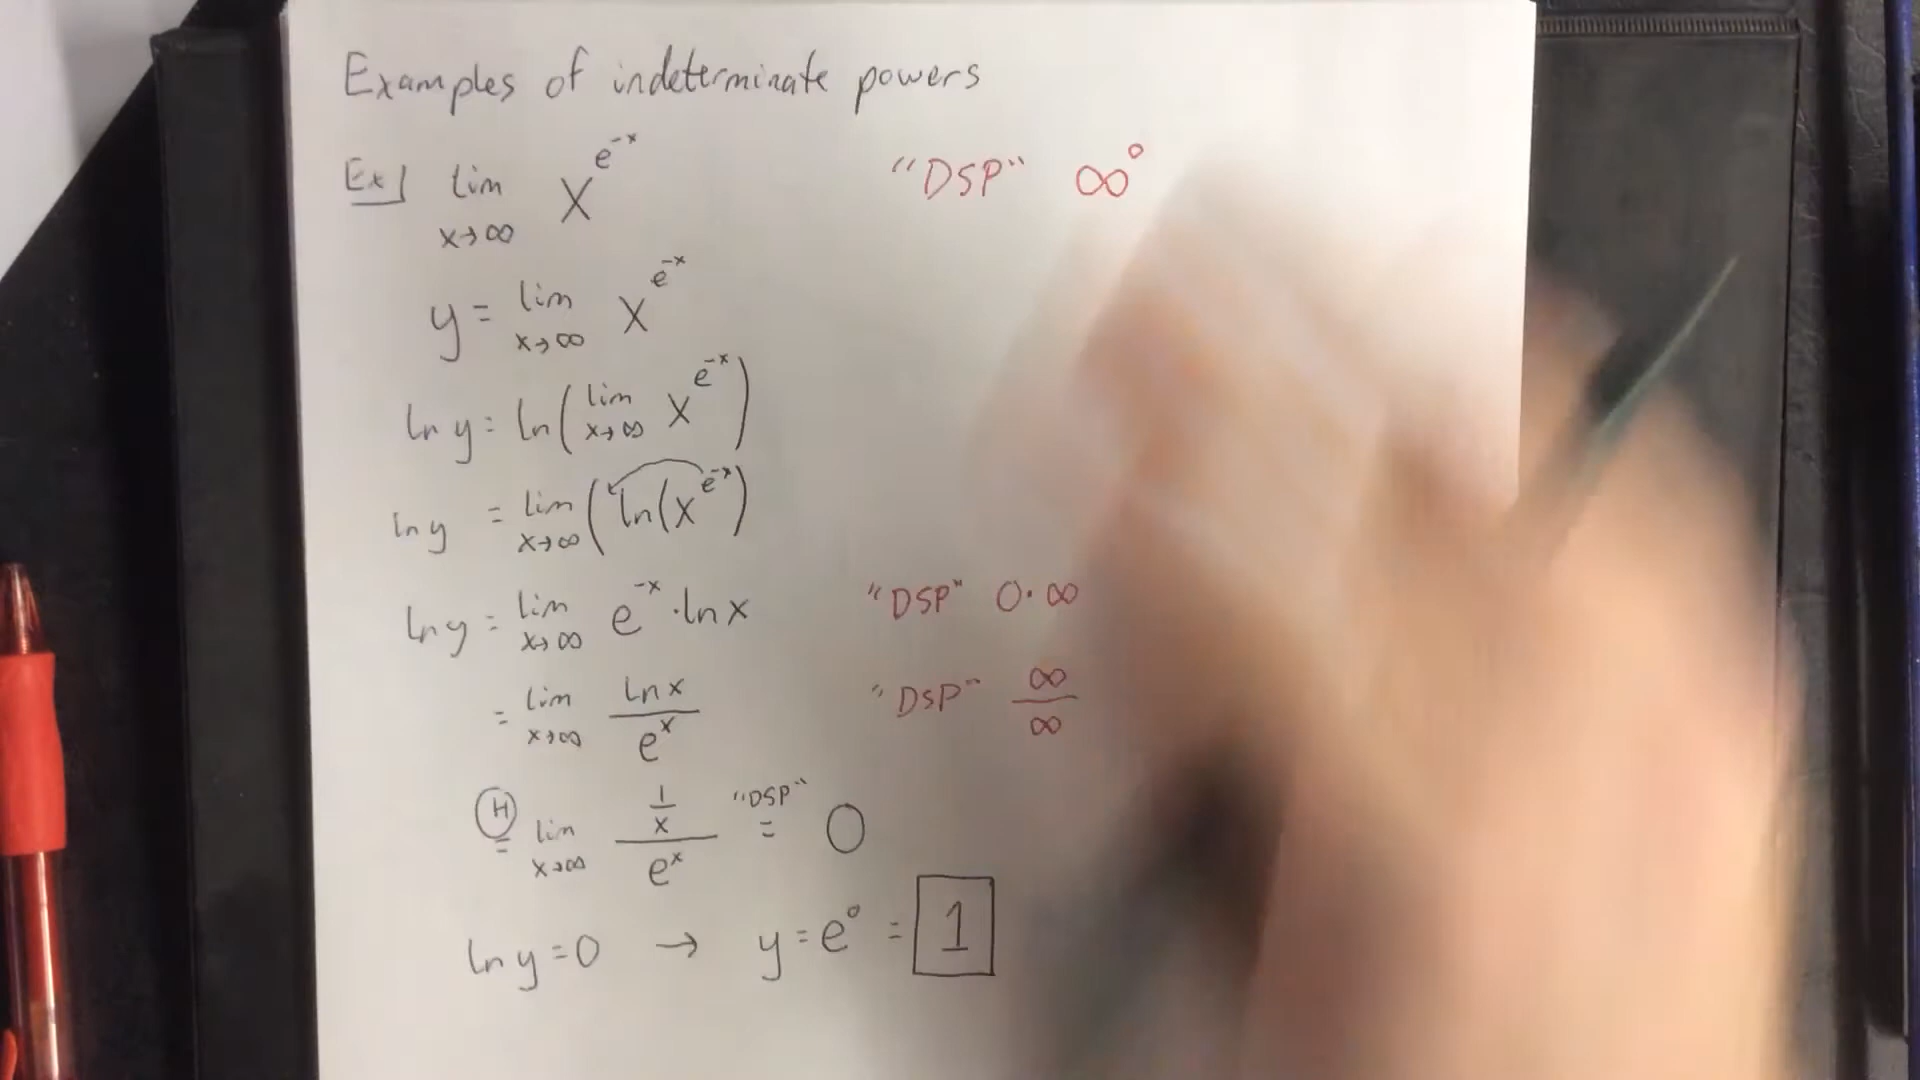 Examples of indeterminate powers
Ex1 lim x→∞ x^e^-x "DSP" ∞^0
y = lim x→∞ x^e^-x
ln y = ln( lim x→∞ x^e^-x )
ln y = lim x→∞ ( ln(x^e^-x )
ln y = lim x→∞ e^-x · ln x "DSP" 0·∞
= lim x→∞ ln x / e^x "DSP" ∞/∞
Ⓗ = lim x→∞ 1/x / e^x "DSP" = 0
ln y = 0 → y = e^0 = 1